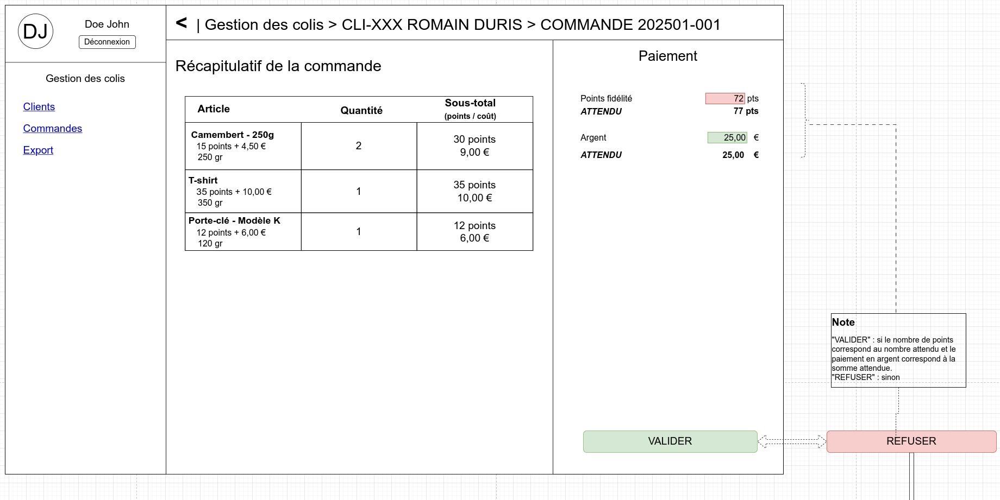 DJ
Doe John
Déconnexion
Gestion des colis
Clients
Commandes
Export
< | Gestion des colis > CLI-XXX ROMAIN DURIS > COMMANDE 202501-001
Récapitulatif de la commande
Article Quantité Sous-total
(points / coût)
Camembert - 250g
15 points + 4,50 €
250 gr
2
30 points
9,00 €
T-shirt
35 points + 10,00 €
350 gr
1
35 points
10,00 €
Porte-clé - Modèle K
12 points + 6,00 €
120 gr
1
12 points
6,00 €
Paiement
Points fidélité 72 pts
ATTENDU 77 pts
Argent 25,00 €
ATTENDU 25,00 €
VALIDER
Note
"VALIDER" : si le nombre de points
correspond au nombre attendu et le
paiement en argent correspond à la
somme attendue.
"REFUSER" : sinon
REFUSER